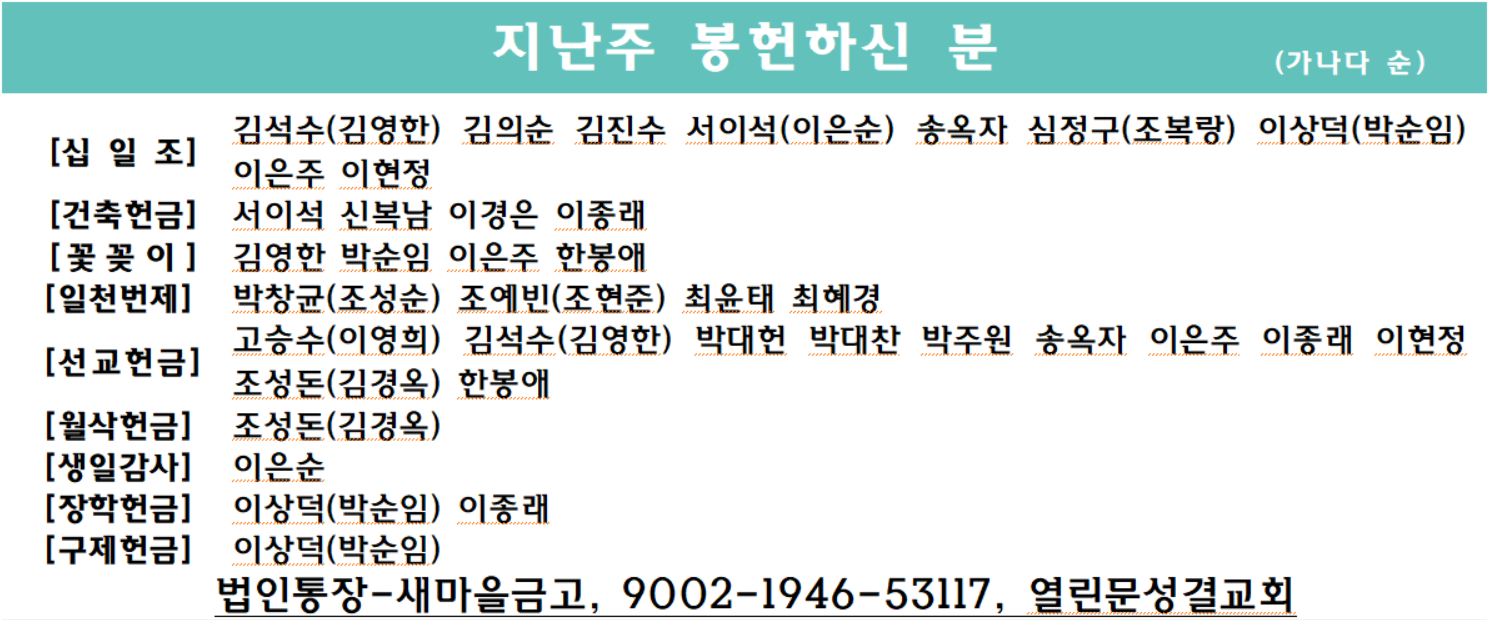 지난주 봉헌하신 분 (가나다 순)
[십 일 조] 김석수(김영한) 김의순 김진수 서이석(이은순) 송옥자 심정구(조복랑) 이상덕(박순임)
이은주 이현정
[건축헌금] 서이석 신복남 이경은 이종래
[꽃꽂이] 김영한 박순임 이은주 한봉애
[일천번제] 박창균(조성순) 조예빈(조현준) 최윤태 최혜경
[선교헌금] 고승수(이영희) 김석수(김영한) 박대헌 박대찬 박주원 송옥자 이은주 이종래 이현정
조성돈(김경옥) 한봉애
[월삭헌금] 조성돈(김경옥)
[생일감사] 이은순
[장학헌금] 이상덕(박순임) 이종래
[구제헌금] 이상덕(박순임)
법인통장-새마을금고, 9002-1946-53117, 열린문성결교회